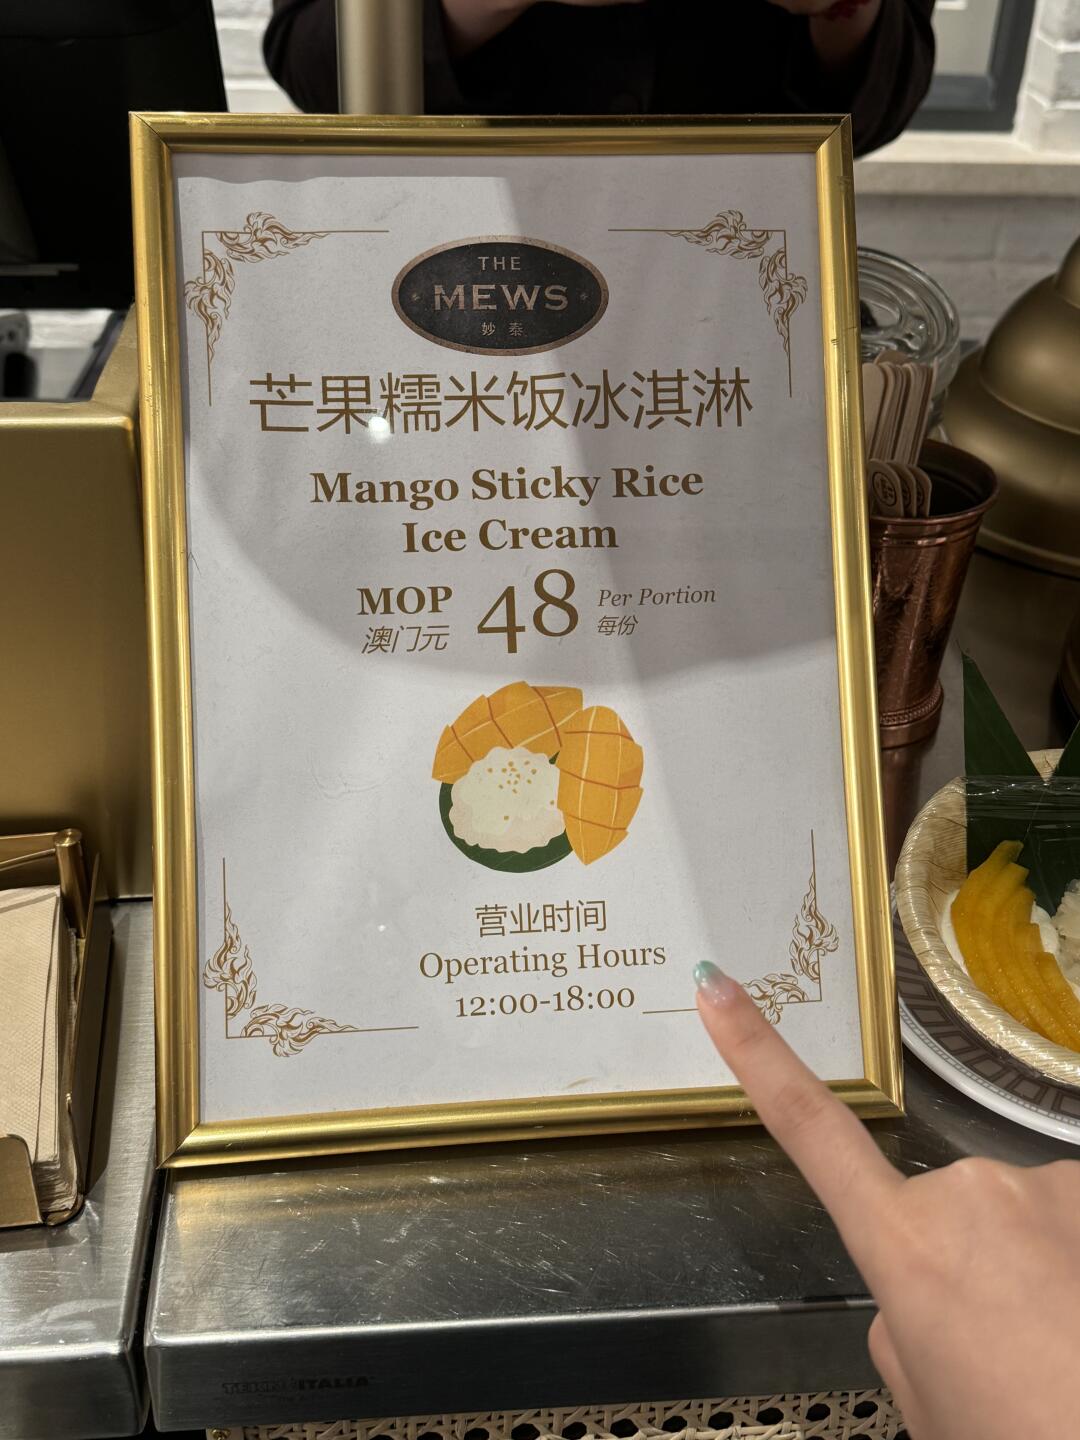 THE
MEWS
妙泰
芒果糯米饭冰淇淋
Mango Sticky Rice
Ice Cream
MOP 48 Per Portion
澳门元 每份
营业时间
Operating Hours
12:00-18:00
TEKNOITALIA